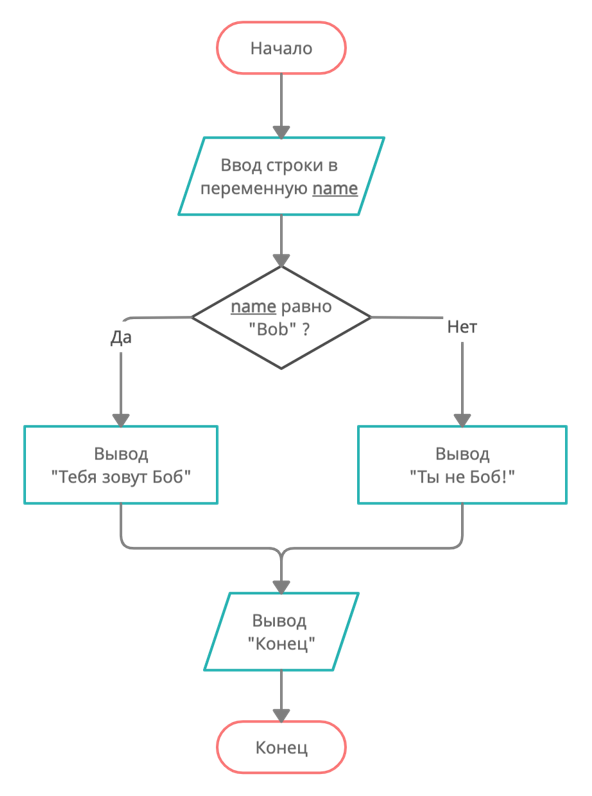 Начало
Ввод строки в
переменную name
name равно
"Bob" ?
Да
Нет
Вывод
"Тебя зовут Боб"
Вывод
"Ты не Боб!"
Вывод
"Конец"
Конец